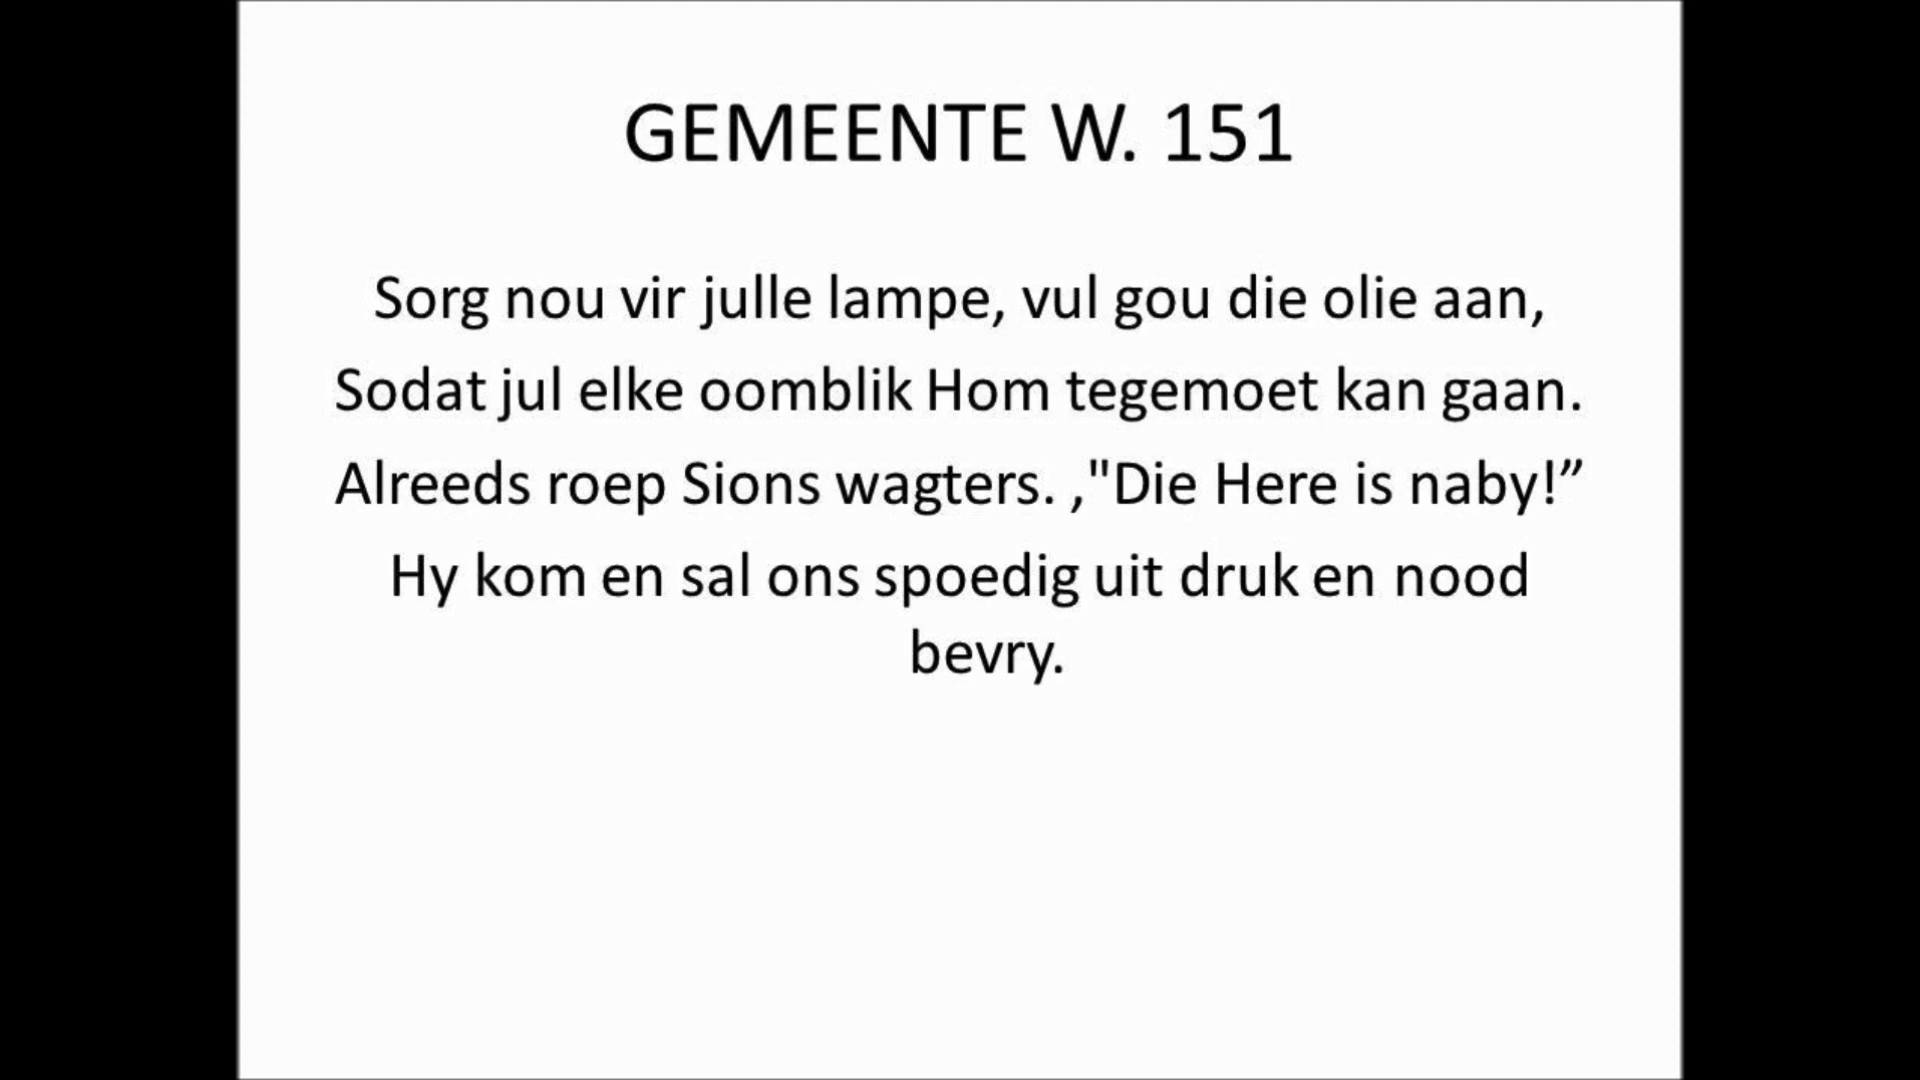 GEMEENTE W. 151
Sorg nou vir julle lampe, vul gou die olie aan,
Sodat jul elke oomblik Hom tegemoet kan gaan.
Alreeds roep Sions wagters. ,"Die Here is naby!”
Hy kom en sal ons spoedig uit druk en nood
bevry.